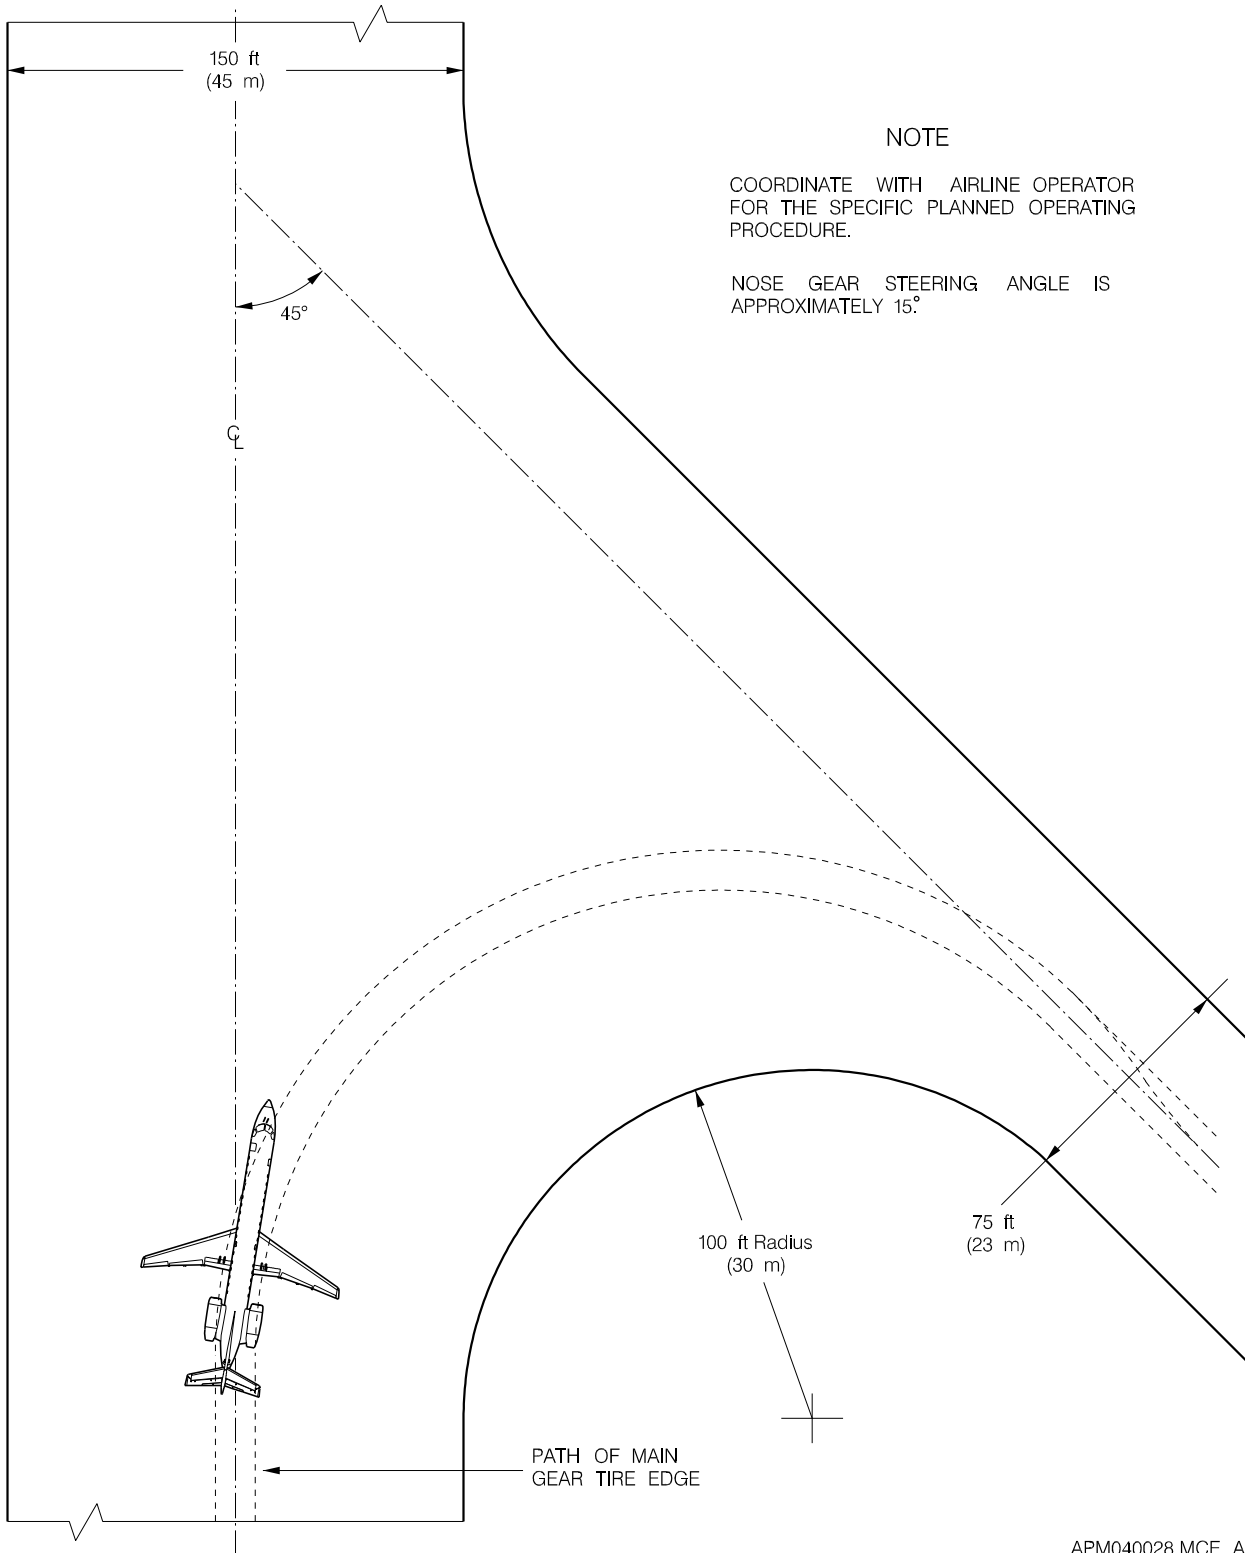 150 ft
(45 m)
NOTE
COORDINATE WITH AIRLINE OPERATOR
FOR THE SPECIFIC PLANNED OPERATING
PROCEDURE.
NOSE GEAR STEERING ANGLE IS
APPROXIMATELY 15°.
45°
CL
75 ft
(23 m)
100 ft Radius
(30 m)
PATH OF MAIN
GEAR TIRE EDGE
APM040028.MCE A